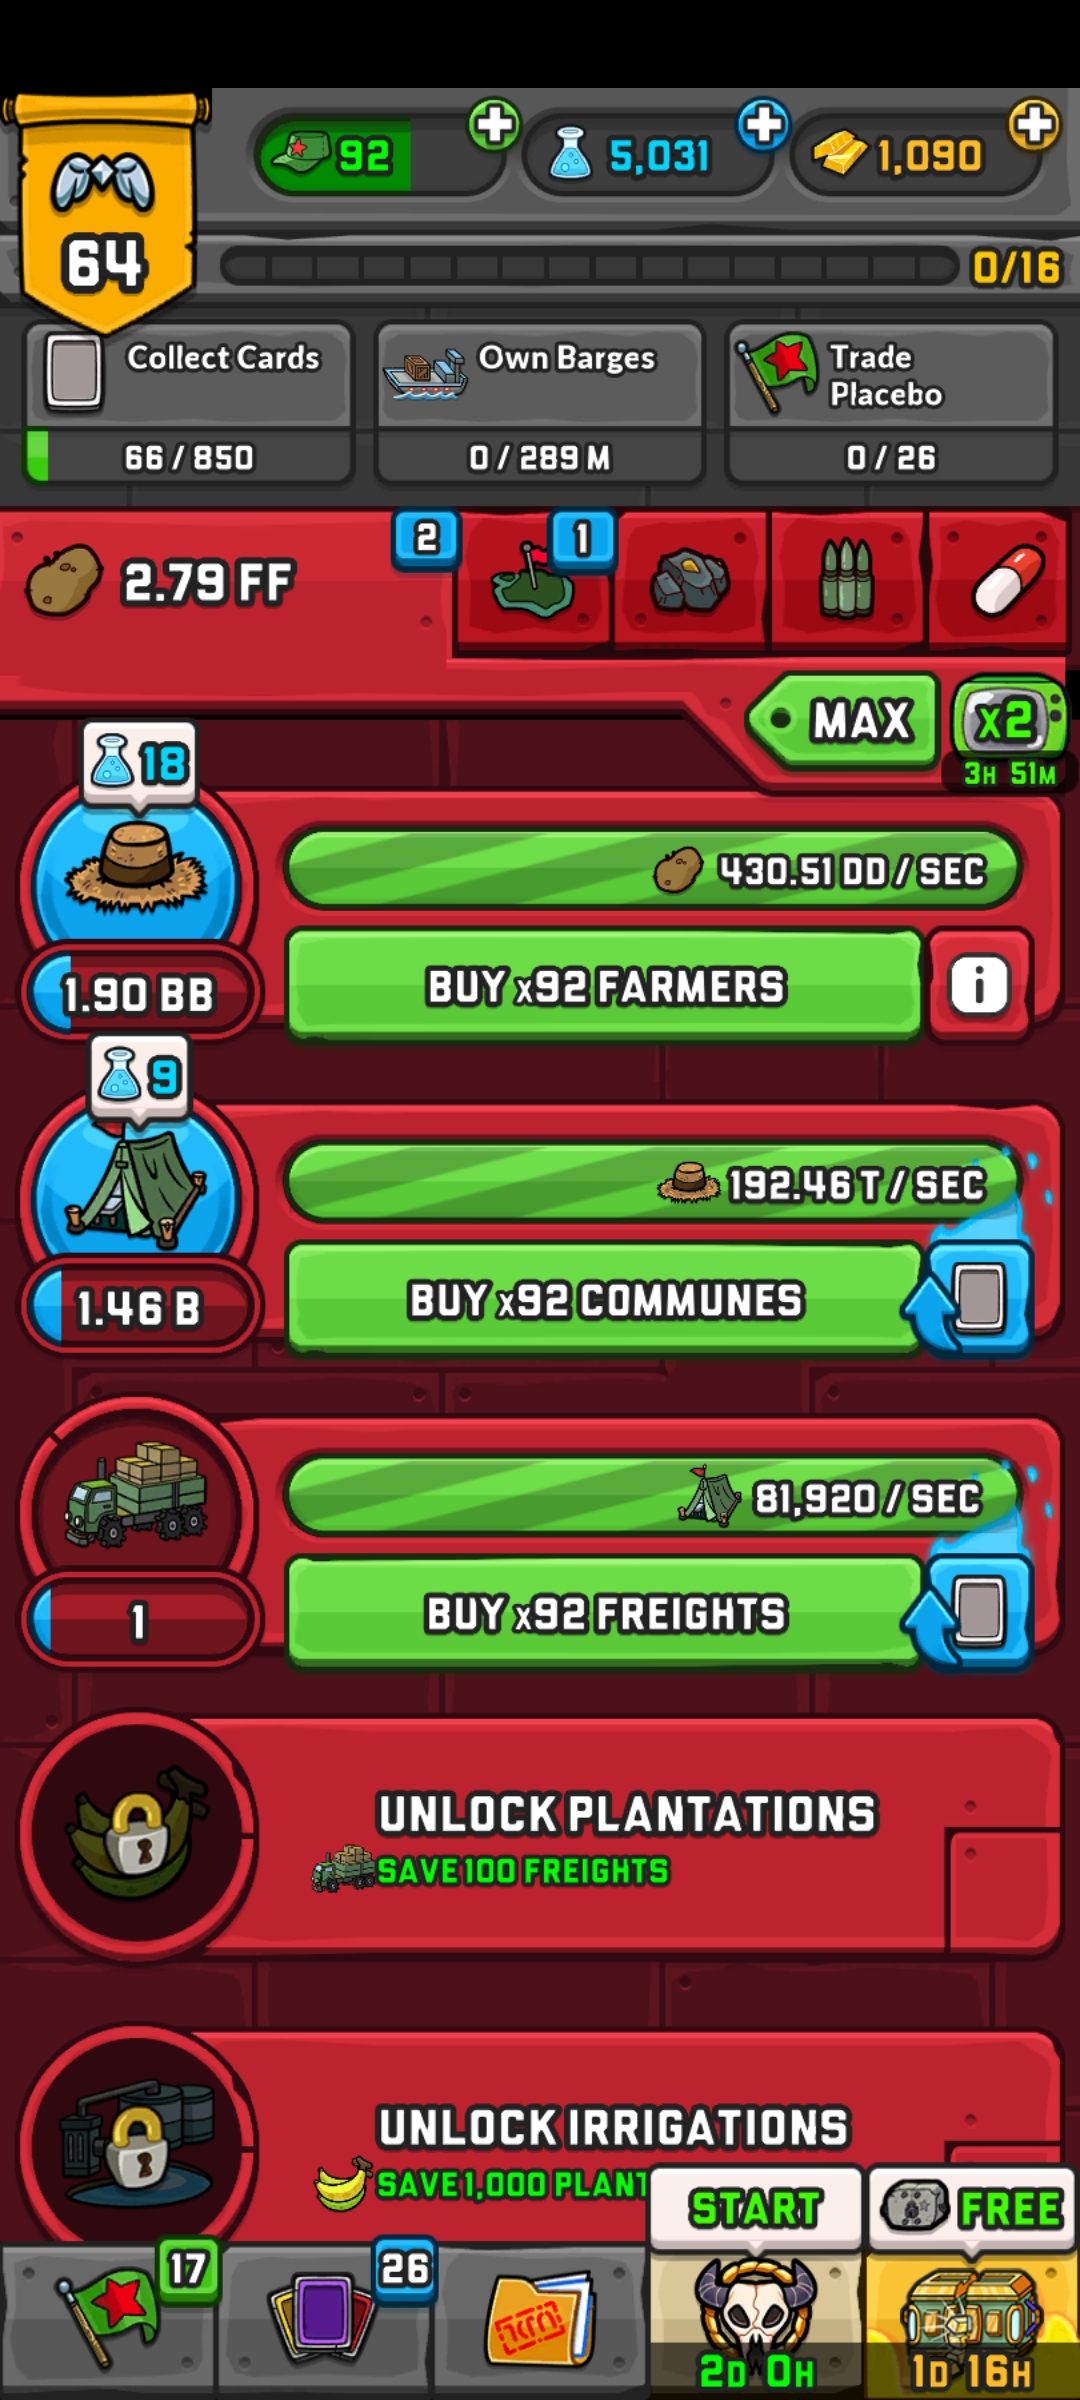 92
5,031
1,090
64
0/16
Collect Cards
66 / 850
Own Barges
0 / 289 M
Trade
Placebo
0 / 26
2.79 FF
2
1
MAX
x2
3H 51M
18
430.51 DD / SEC
1.90 BB
BUY x92 FARMERS
i
9
192.46 T / SEC
1.46 B
BUY x92 COMMUNES
81,920 / SEC
1
BUY x92 FREIGHTS
UNLOCK PLANTATIONS
SAVE 100 FREIGHTS
UNLOCK IRRIGATIONS
SAVE 1,000 PLANT
START
FREE
17
26
2D 0H
1D 16H